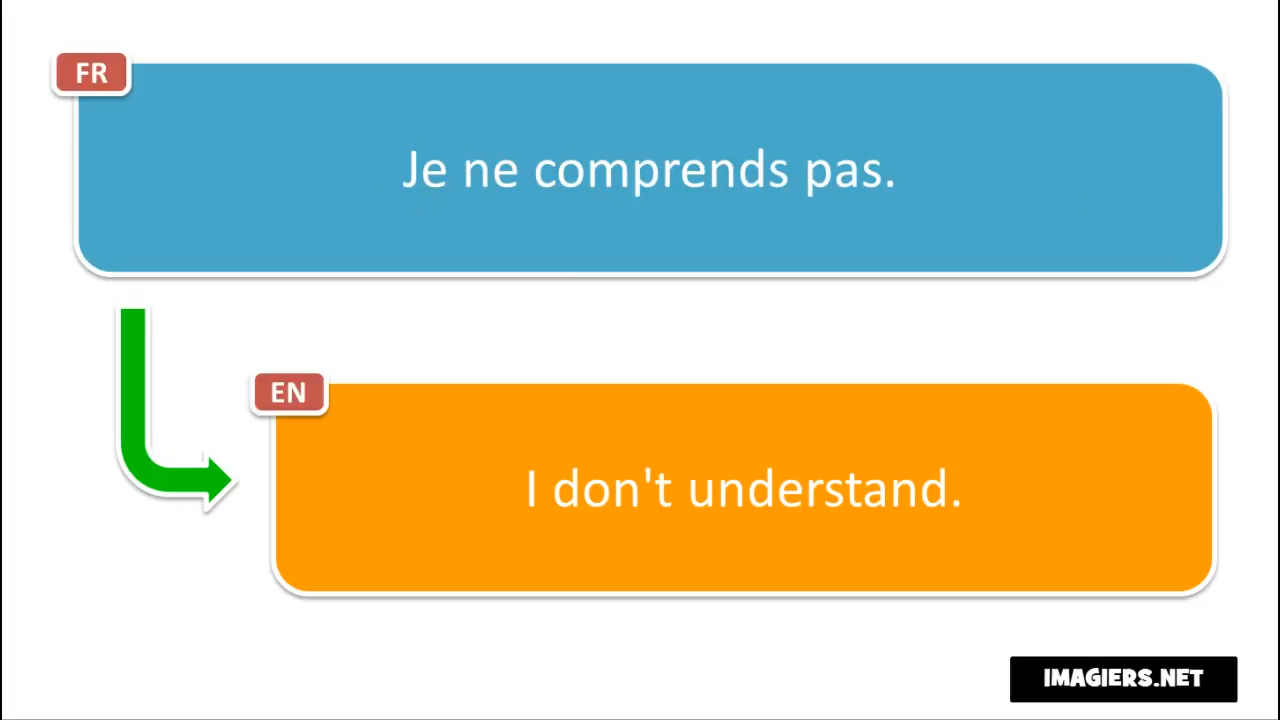 FR
Je ne comprends pas.
EN
I don't understand.
IMAGIERS.NET